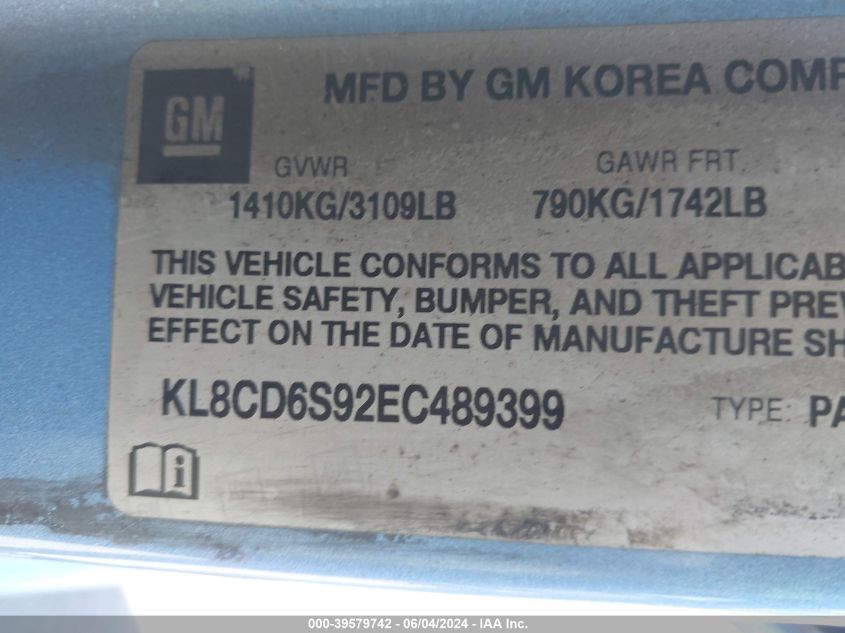 MFD BY GM KOREA COMP
GM
GVWR GAWR FRT.
1410KG/3109LB 790KG/1742LB
THIS VEHICLE CONFORMS TO ALL APPLICAB
VEHICLE SAFETY, BUMPER, AND THEFT PREV
EFFECT ON THE DATE OF MANUFACTURE SH
KL8CD6S92EC489399 TYPE: PA
i
000-39579742 - 06/04/2024 - IAA Inc.